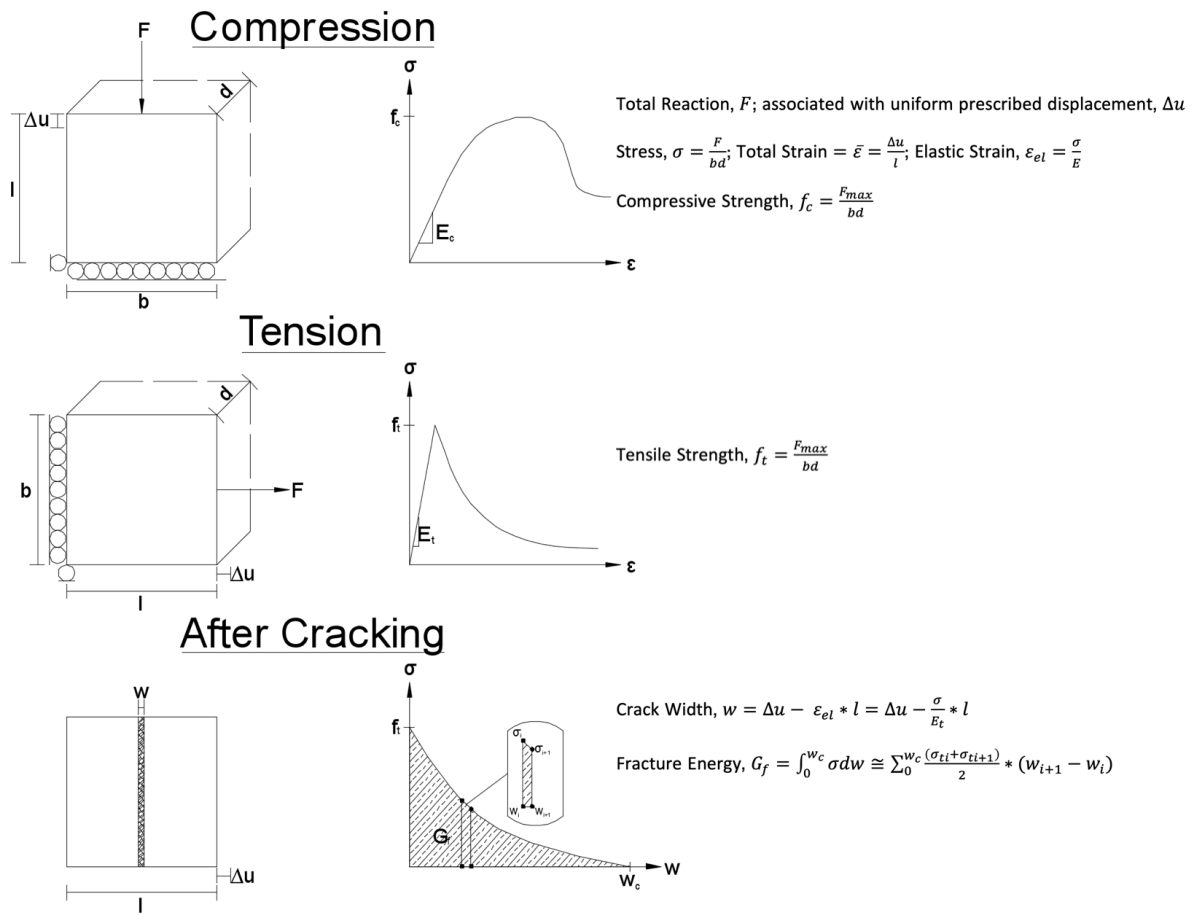 Compression
F
d
Δu
l
b
σ
f_c
E_c
ε
Total Reaction, F; associated with uniform prescribed displacement, Δu
Stress, σ = F/bd; Total Strain = ε̄ = Δu/l; Elastic Strain, ε_el = σ/E
Compressive Strength, f_c = F_max/bd
Tension
d
b
F
Δu
l
σ
f_t
E_t
ε
Tensile Strength, f_t = F_max/bd
After Cracking
w
Δu
l
σ
f_t
σ_i
σ_i+1
w_i
w_i+1
G_f
w
w_c
Crack Width, w = Δu − ε_el * l = Δu − σ/E_t * l
Fracture Energy, G_f = ∫_0^w_c σdw ≅ ∑_0^w_c (σ_ti+σ_ti+1)/2 * (w_i+1 − w_i)